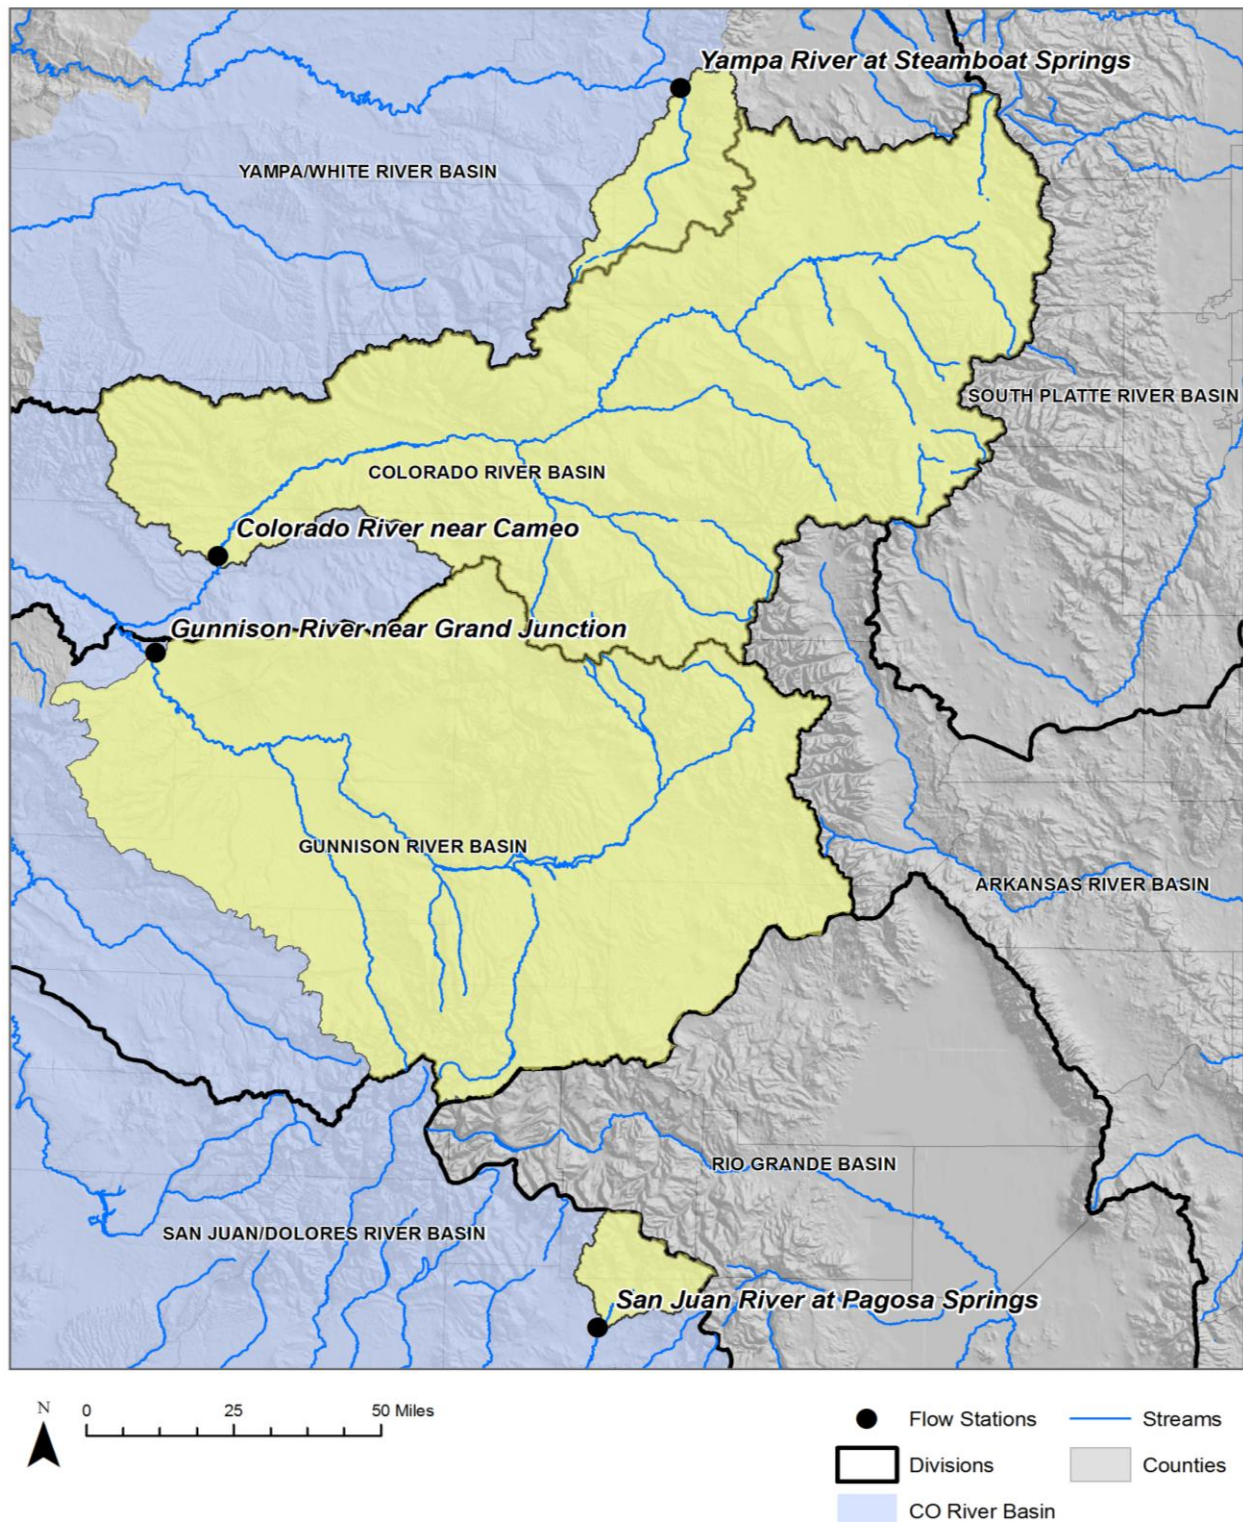 Yampa River at Steamboat Springs
YAMPA/WHITE RIVER BASIN
SOUTH PLATTE RIVER BASIN
COLORADO RIVER BASIN
Colorado River near Cameo
Gunnison River near Grand Junction
GUNNISON RIVER BASIN
ARKANSAS RIVER BASIN
RIO GRANDE BASIN
SAN JUAN/DOLORES RIVER BASIN
San Juan River at Pagosa Springs
N
0 25 50 Miles
Flow Stations
Streams
Divisions
Counties
CO River Basin